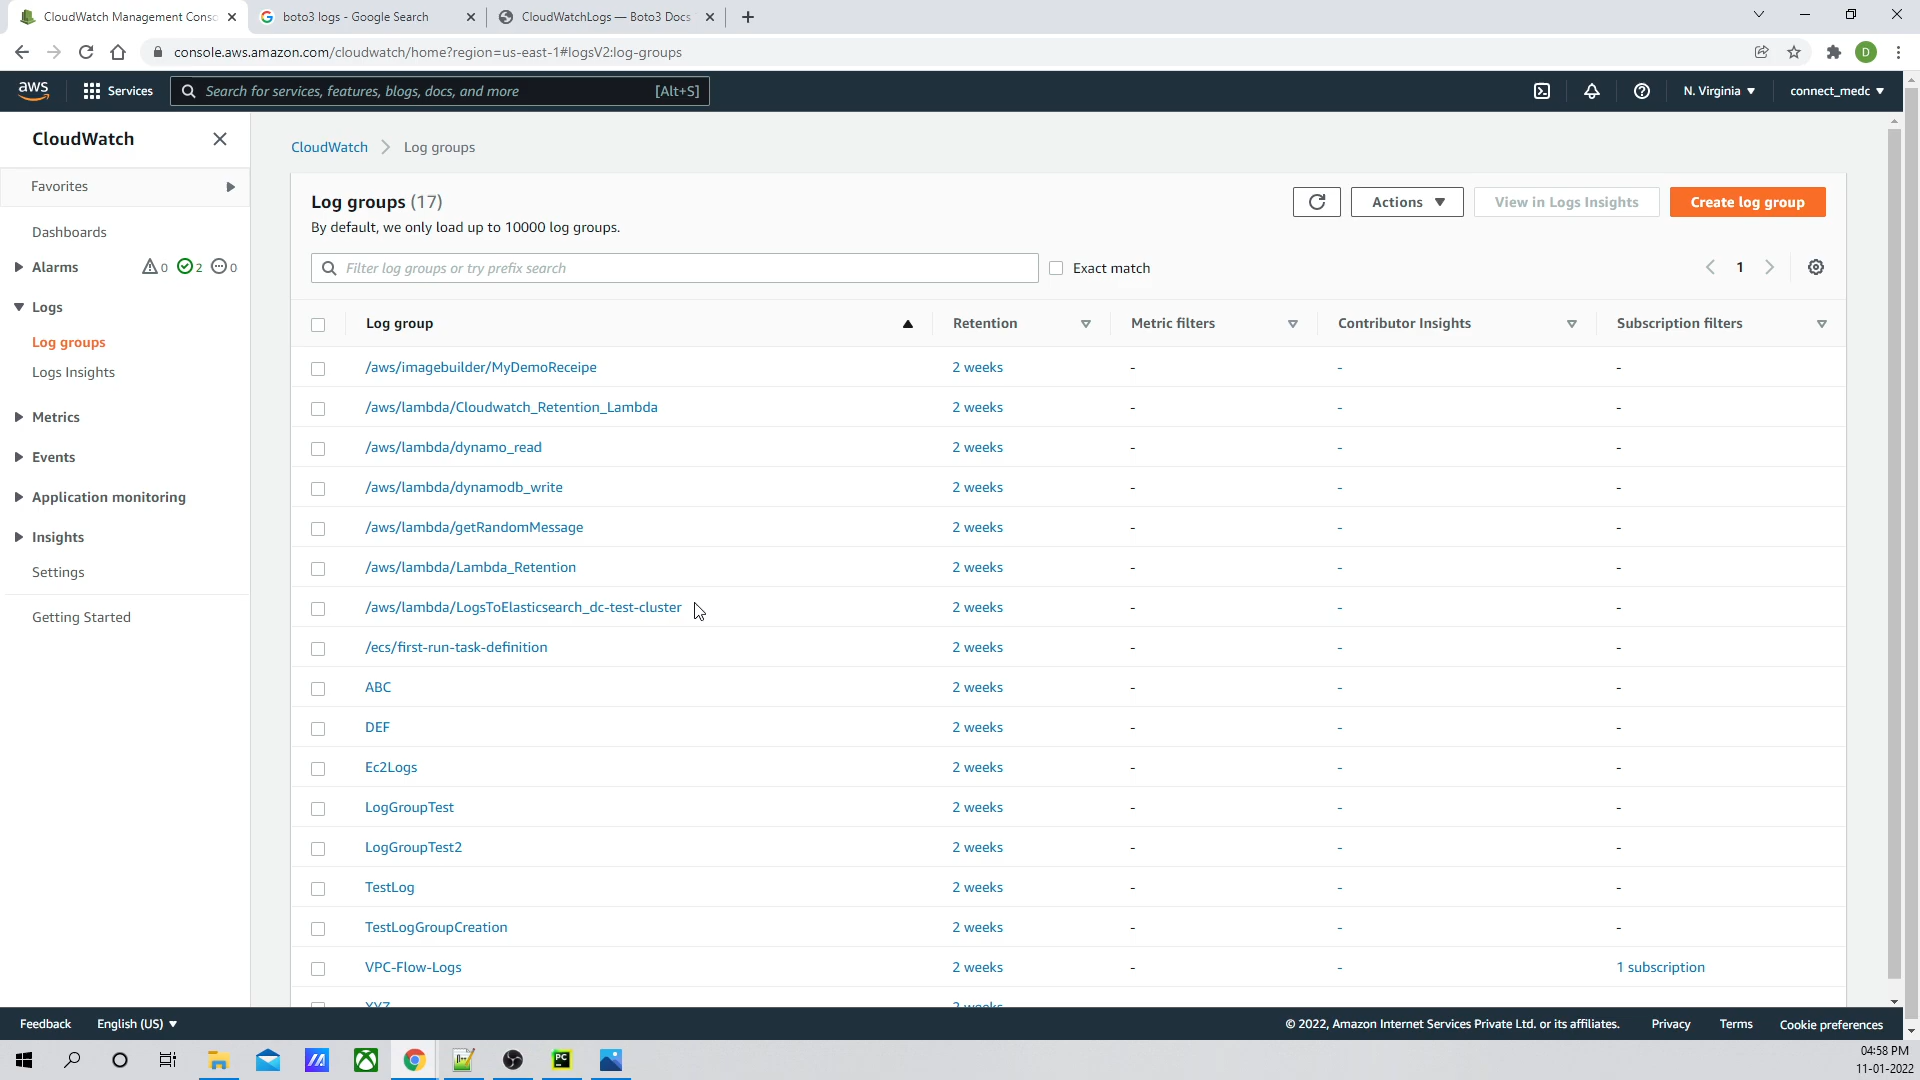 CloudWatch Management Conso
boto3 logs - Google Search
CloudWatchLogs — Boto3 Docs
console.aws.amazon.com/cloudwatch/home?region=us-east-1#logsV2:log-groups
D
aws
Services
Search for services, features, blogs, docs, and more
[Alt+S]
N. Virginia
connect_medc
CloudWatch
Favorites
Dashboards
Alarms 0 2 0
Logs
Log groups
Logs Insights
Metrics
Events
Application monitoring
Insights
Settings
Getting Started
CloudWatch Log groups
Log groups (17)
By default, we only load up to 10000 log groups.
Actions
View in Logs Insights
Create log group
Filter log groups or try prefix search
Exact match
1
Log group Retention Metric filters Contributor Insights Subscription filters
/aws/imagebuilder/MyDemoReceipe 2 weeks - - -
/aws/lambda/Cloudwatch_Retention_Lambda 2 weeks - - -
/aws/lambda/dynamo_read 2 weeks - - -
/aws/lambda/dynamodb_write 2 weeks - - -
/aws/lambda/getRandomMessage 2 weeks - - -
/aws/lambda/Lambda_Retention 2 weeks - - -
/aws/lambda/LogsToElasticsearch_dc-test-cluster 2 weeks - - -
/ecs/first-run-task-definition 2 weeks - - -
ABC 2 weeks - - -
DEF 2 weeks - - -
Ec2Logs 2 weeks - - -
LogGroupTest 2 weeks - - -
LogGroupTest2 2 weeks - - -
TestLog 2 weeks - - -
TestLogGroupCreation 2 weeks - - -
VPC-Flow-Logs 2 weeks - - 1 subscription
XYZ 2 weeks
Feedback
English (US)
© 2022, Amazon Internet Services Private Ltd. or its affiliates.
Privacy
Terms
Cookie preferences
PC
04:58 PM
11-01-2022